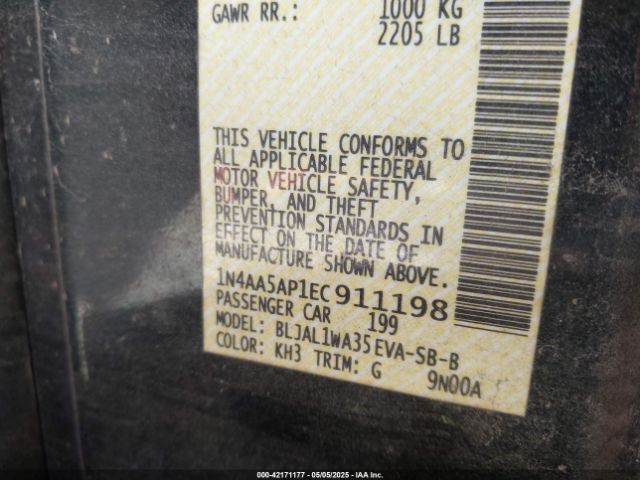 GAWR RR.: 1000 KG
2205 LB
THIS VEHICLE CONFORMS TO
ALL APPLICABLE FEDERAL
MOTOR VEHICLE SAFETY,
BUMPER, AND THEFT
PREVENTION STANDARDS IN
EFFECT ON THE DATE OF
MANUFACTURE SHOWN ABOVE.
1N4AA5AP1EC911198
PASSENGER CAR 199
MODEL: BLJAL1WA35EVA-SB-B
COLOR: KH3 TRIM: G 9N00A
000-42171177 - 05/05/2025 - IAA Inc.